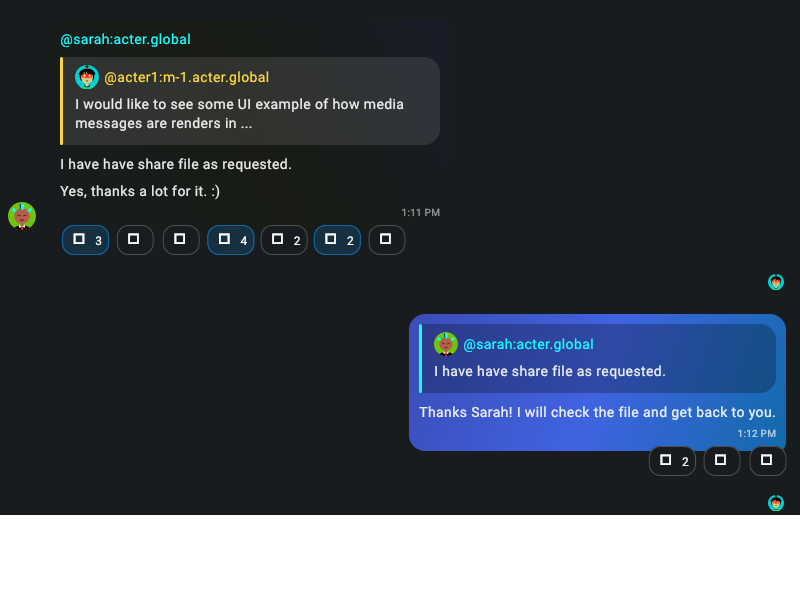 @sarah:acter.global
@acter1:m-1.acter.global
I would like to see some UI example of how media
messages are renders in ...
I have have share file as requested.
Yes, thanks a lot for it. :)
1:11 PM
3
4
2
2
@sarah:acter.global
I have have share file as requested.
Thanks Sarah! I will check the file and get back to you.
1:12 PM
2